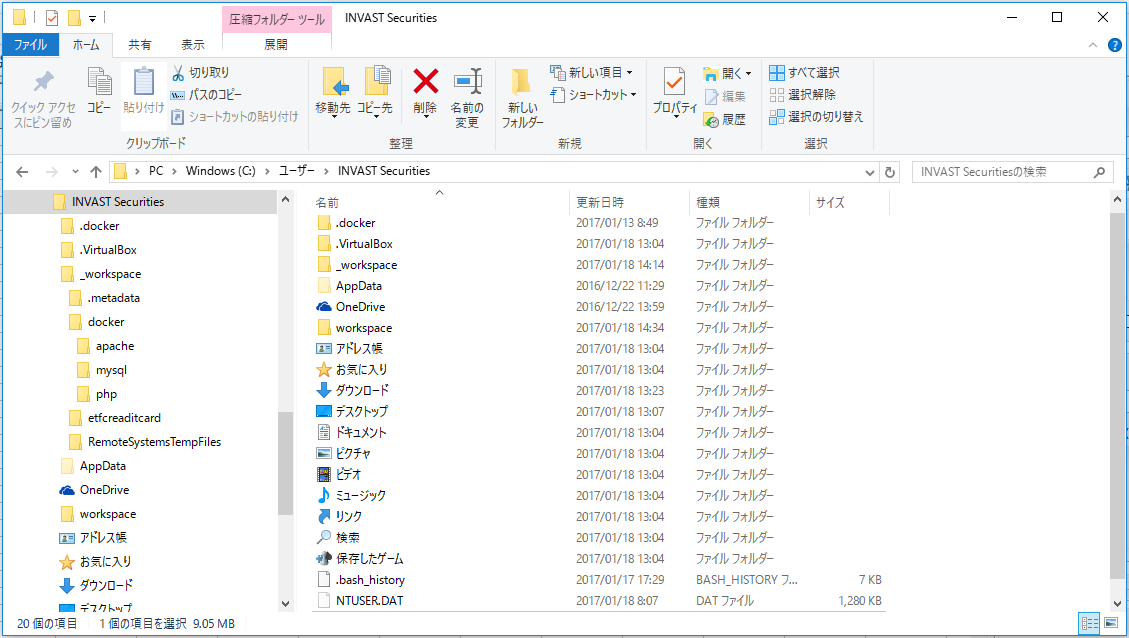 圧縮フォルダー ツール
INVAST Securities
ファイル
ホーム
共有
表示
展開
クイック アクセスにピン留め
コピー
貼り付け
切り取り
パスのコピー
ショートカットの貼り付け
クリップボード
移動先
コピー先
削除
名前の変更
整理
新しいフォルダー
新しい項目
ショートカット
新規
プロパティ
開く
編集
履歴
開く
すべて選択
選択解除
選択の切り替え
選択
PC > Windows (C:) > ユーザー > INVAST Securities
INVAST Securitiesの検索
INVAST Securities
.docker
.VirtualBox
_workspace
.metadata
docker
apache
mysql
php
etfcreaditcard
RemoteSystemsTempFiles
AppData
OneDrive
workspace
アドレス帳
お気に入り
ダウンロード
デスクトップ
名前 更新日時 種類 サイズ
.docker 2017/01/13 8:49 ファイル フォルダー
.VirtualBox 2017/01/18 13:04 ファイル フォルダー
_workspace 2017/01/18 14:14 ファイル フォルダー
AppData 2016/12/22 11:29 ファイル フォルダー
OneDrive 2016/12/22 13:59 ファイル フォルダー
workspace 2017/01/18 14:34 ファイル フォルダー
アドレス帳 2017/01/18 13:04 ファイル フォルダー
お気に入り 2017/01/18 13:04 ファイル フォルダー
ダウンロード 2017/01/18 13:23 ファイル フォルダー
デスクトップ 2017/01/18 13:07 ファイル フォルダー
ドキュメント 2017/01/18 13:04 ファイル フォルダー
ピクチャ 2017/01/18 13:04 ファイル フォルダー
ビデオ 2017/01/18 13:04 ファイル フォルダー
ミュージック 2017/01/18 13:04 ファイル フォルダー
リンク 2017/01/18 13:04 ファイル フォルダー
検索 2017/01/18 13:04 ファイル フォルダー
保存したゲーム 2017/01/18 13:04 ファイル フォルダー
.bash_history 2017/01/17 17:29 BASH_HISTORY フ... 7 KB
NTUSER.DAT 2017/01/18 8:07 DAT ファイル 1,280 KB
20 個の項目 1 個の項目を選択 9.05 MB